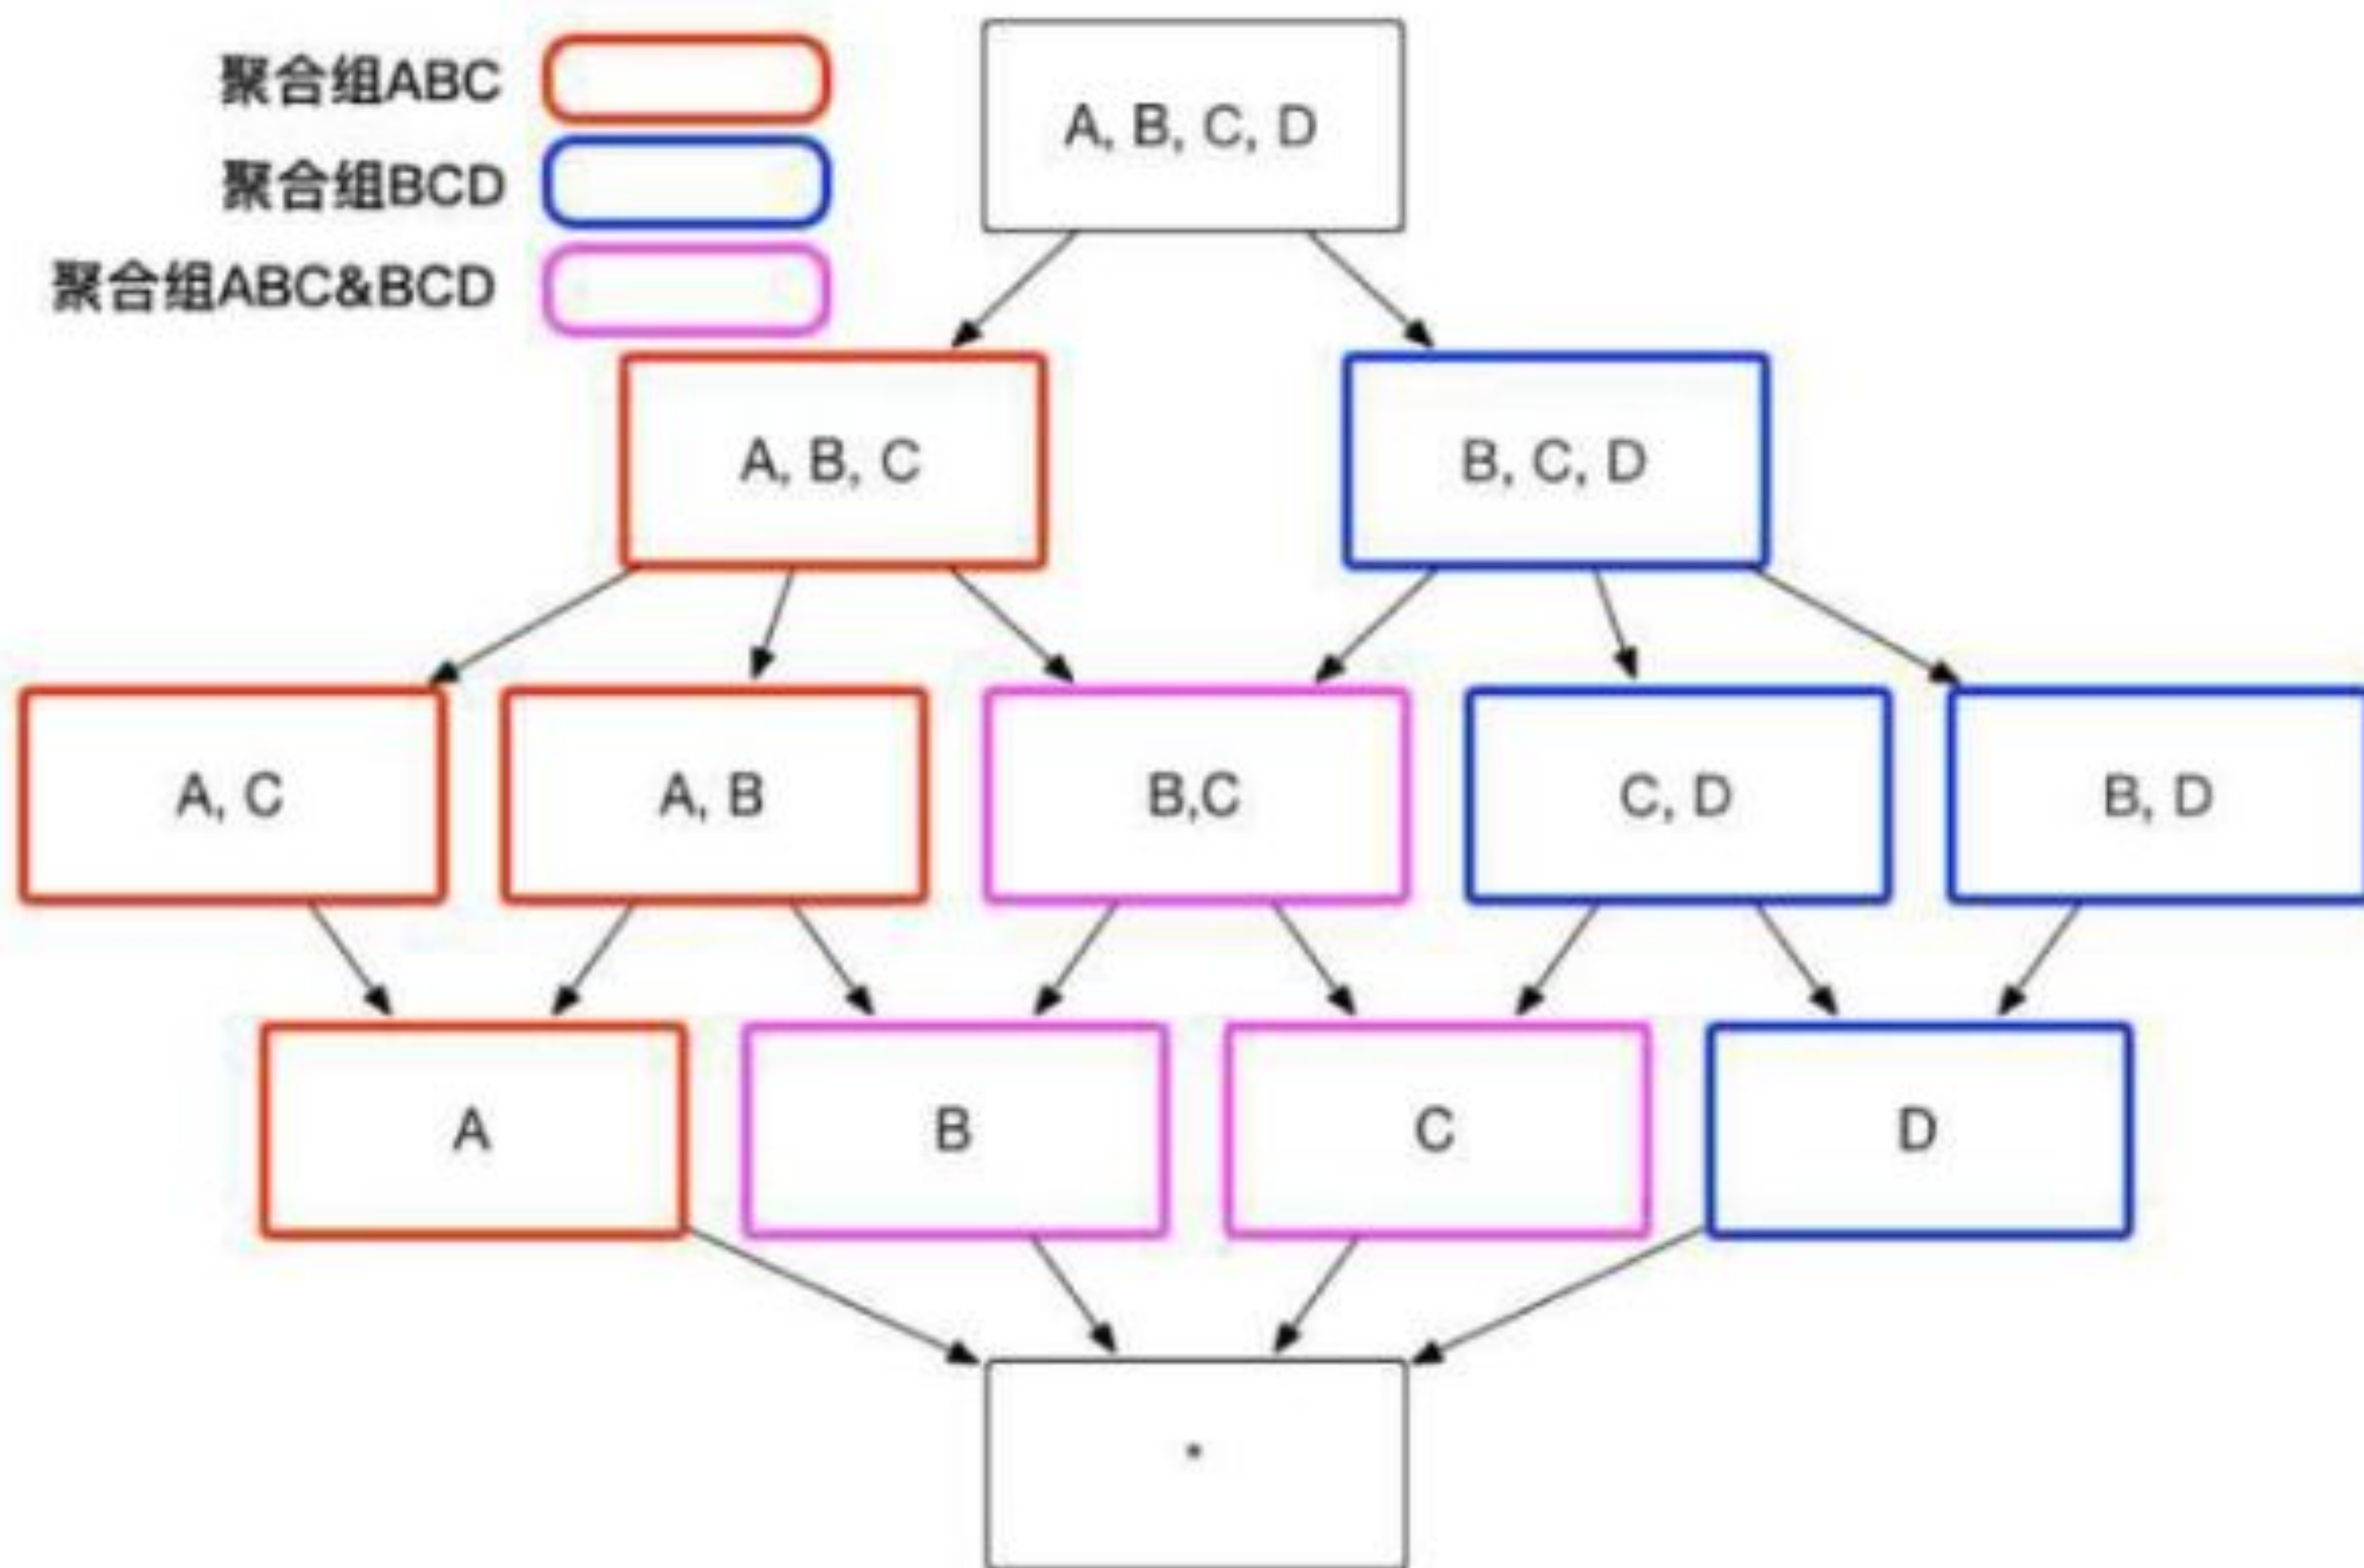 聚合组ABC
聚合组BCD
聚合组ABC&BCD
A, B, C, D
A, B, C
B, C, D
A, C
A, B
B,C
C, D
B, D
A
B
C
D
*